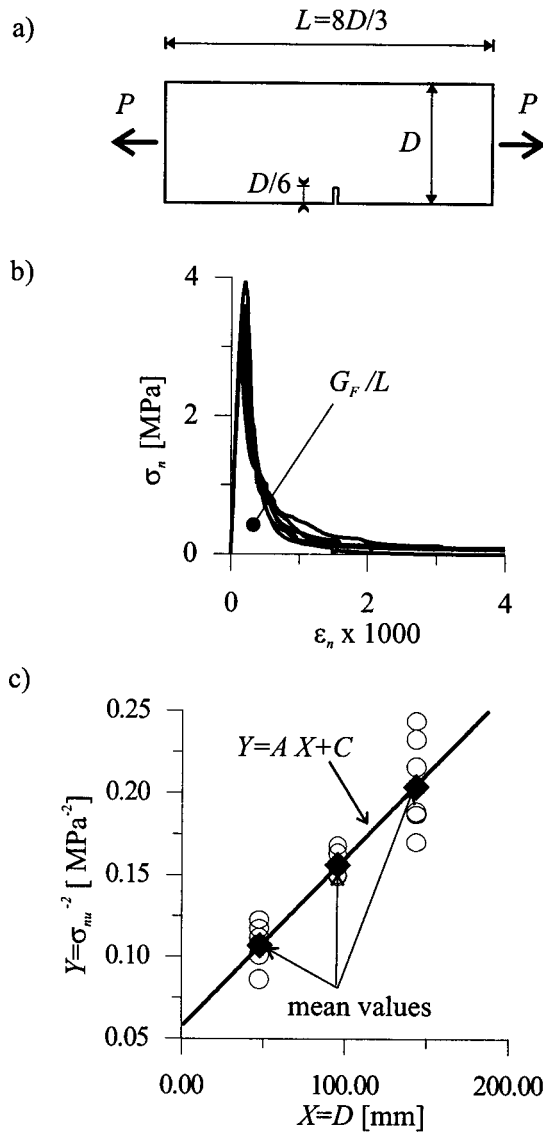 a)
L=8D/3
P
P
D
D/6
b)
4
2
0
σn [MPa]
G_F /L
0
2
4
εn x 1000
c)
0.25
0.20
0.15
0.10
0.05
Y=σnu^-2 [ MPa^-2]
Y=A X+C
mean values
0.00
100.00
200.00
X=D [mm]